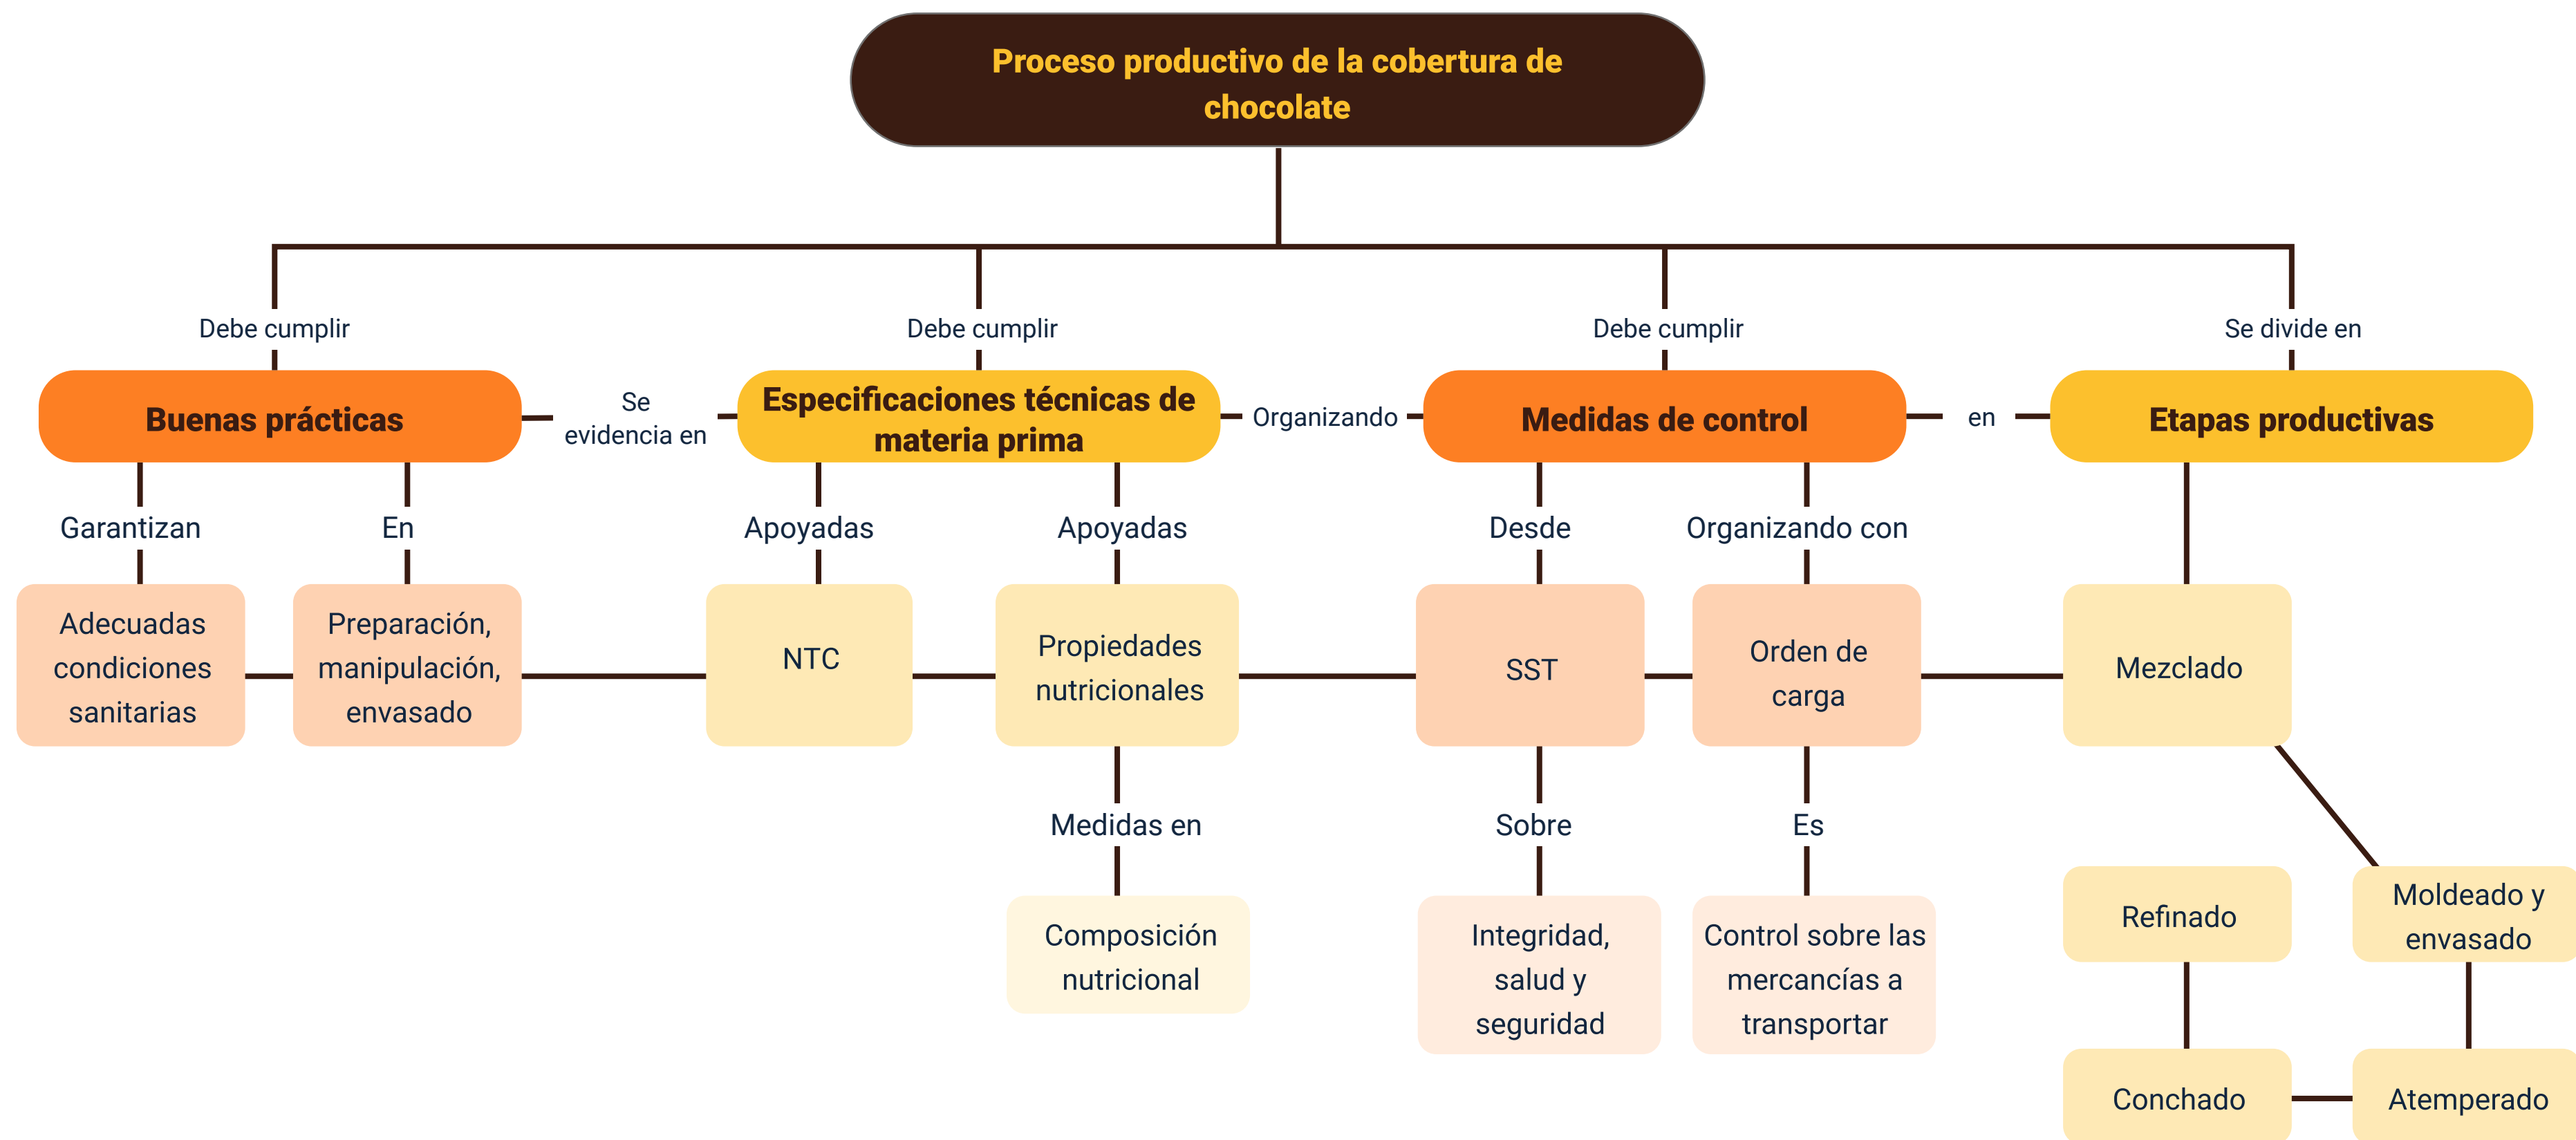 Proceso productivo de la cobertura de
chocolate
Debe cumplir
Debe cumplir
Debe cumplir
Se divide en
Buenas prácticas
Se
evidencia en
Especificaciones técnicas de
materia prima
Organizando
Medidas de control
en
Etapas productivas
Garantizan
En
Apoyadas
Apoyadas
Desde
Organizando con
Adecuadas
condiciones
sanitarias
Preparación,
manipulación,
envasado
NTC
Propiedades
nutricionales
SST
Orden de
carga
Mezclado
Medidas en
Sobre
Es
Composición
nutricional
Integridad,
salud y
seguridad
Control sobre las
mercancías a
transportar
Refinado
Moldeado y
envasado
Conchado
Atemperado